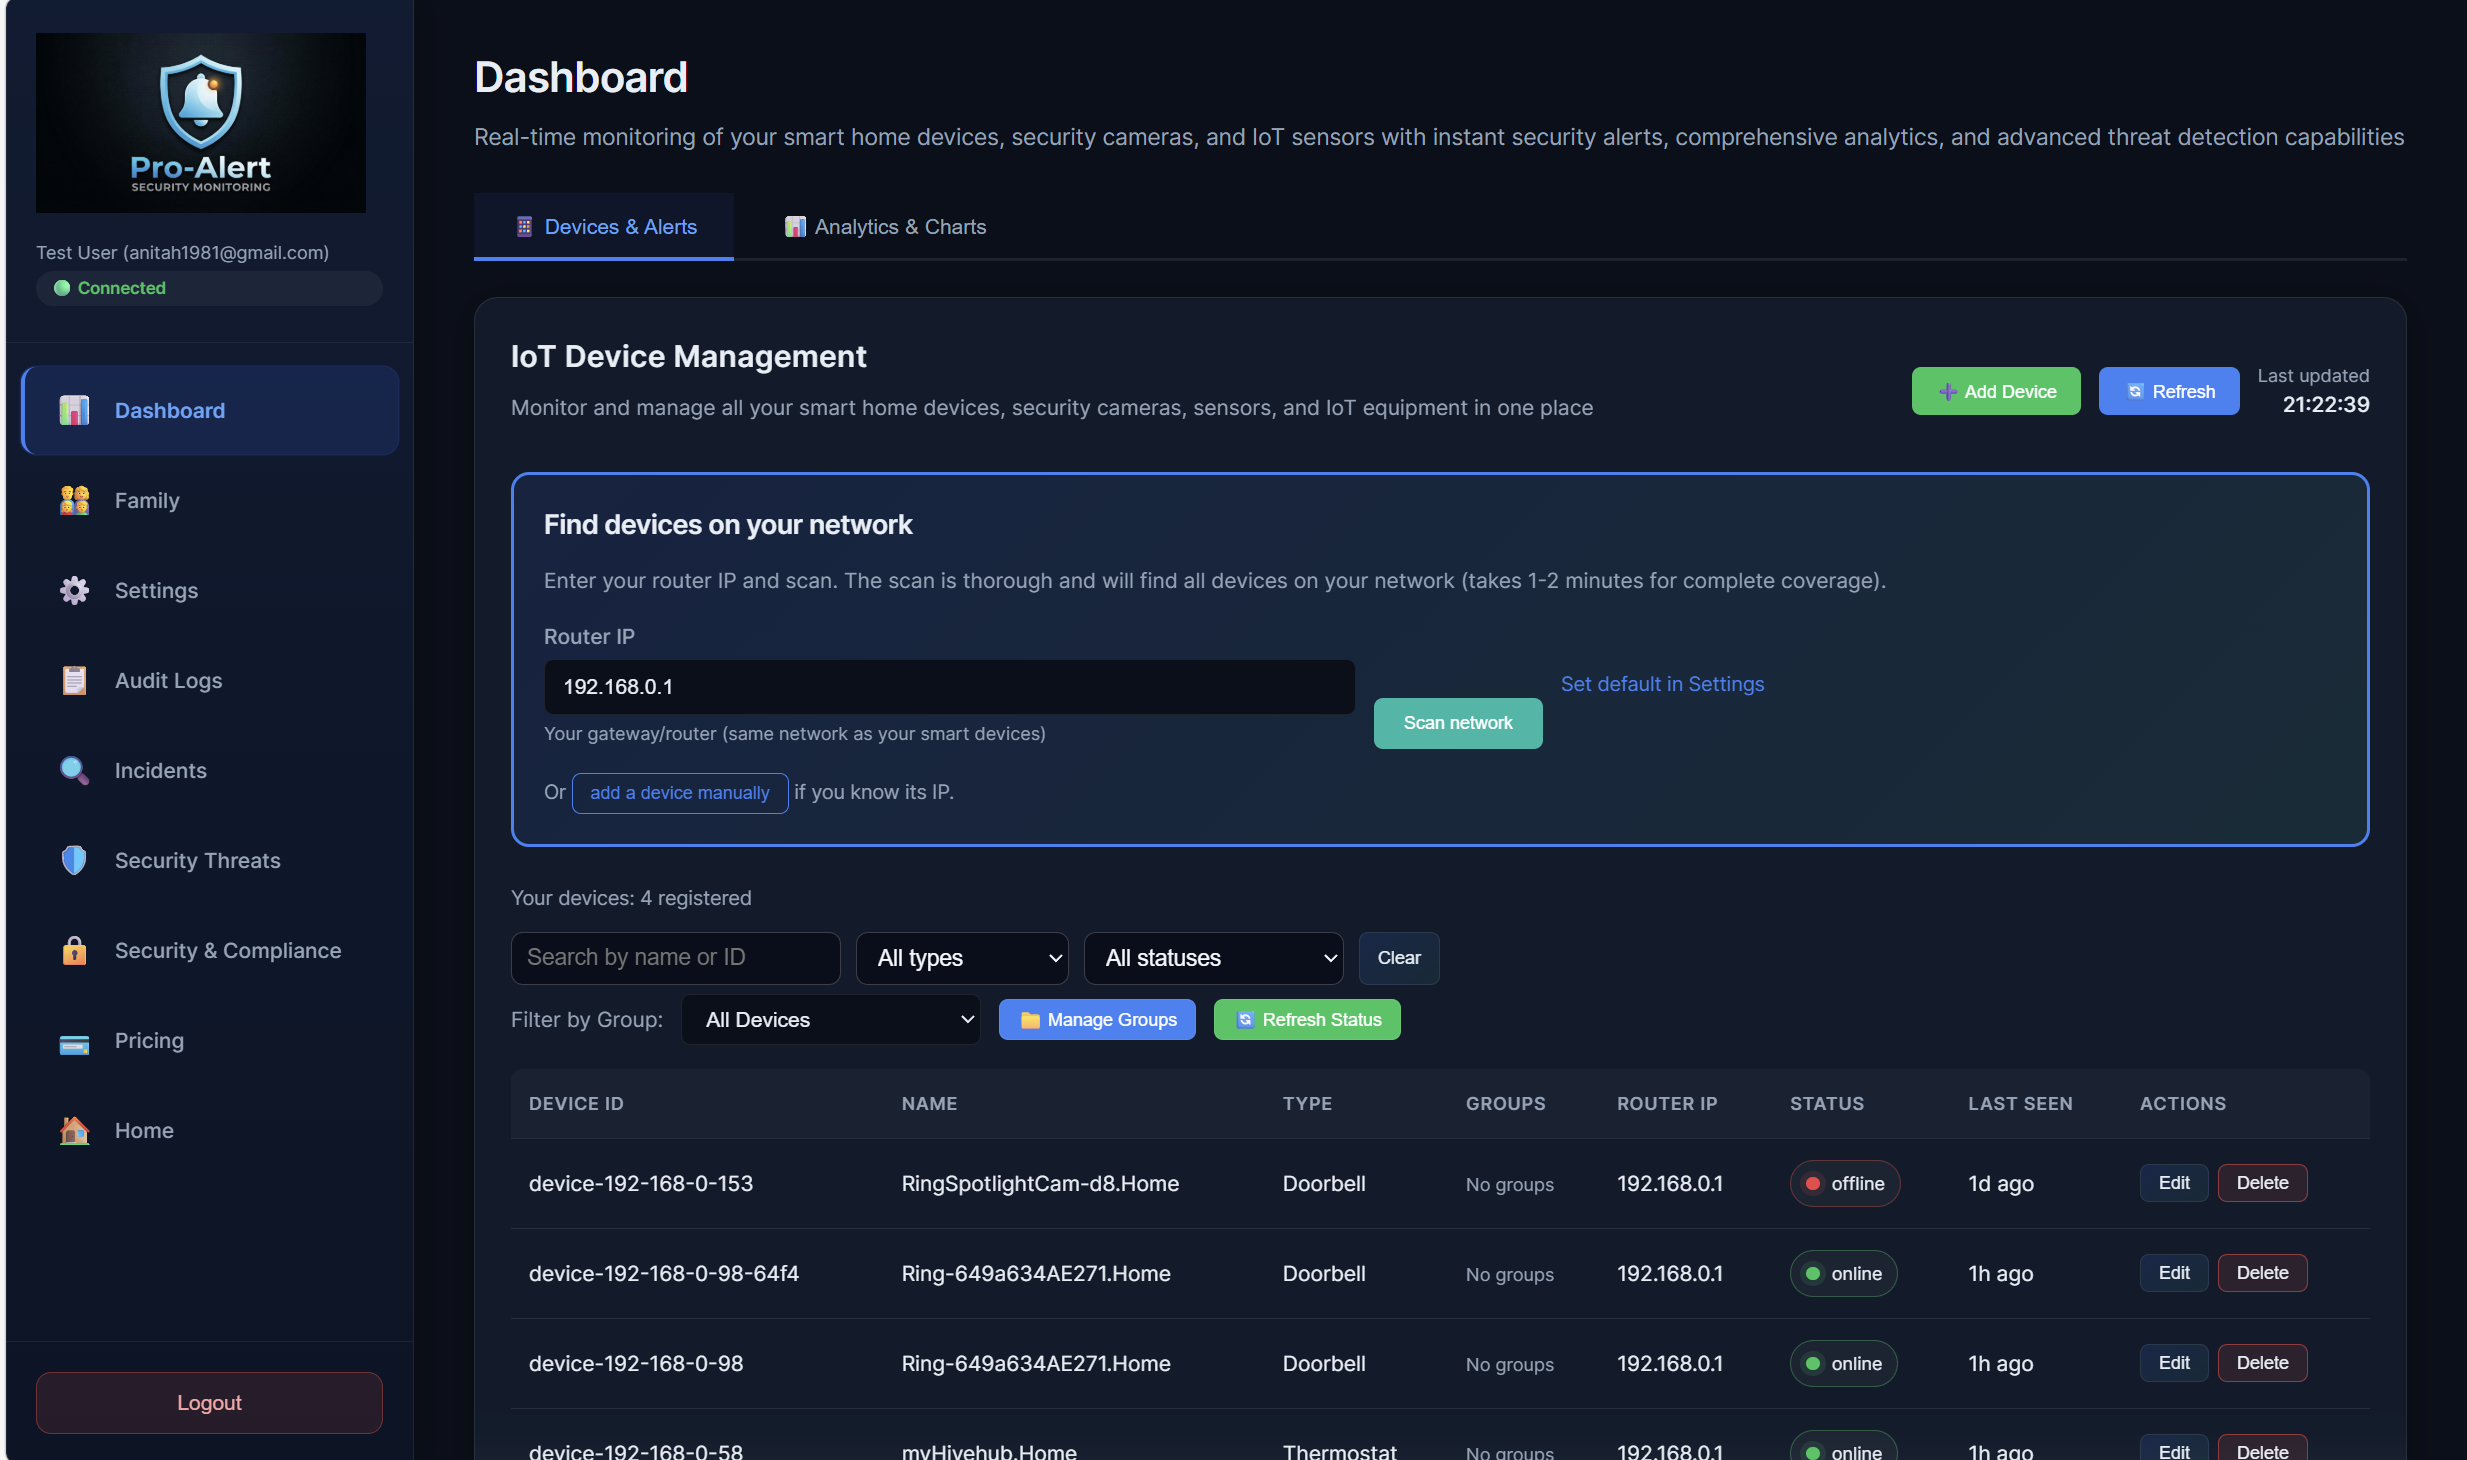 Pro-Alert
SECURITY MONITORING
Test User (anitah1981@gmail.com)
Connected
Dashboard
Family
Settings
Audit Logs
Incidents
Security Threats
Security & Compliance
Pricing
Home
Logout
Dashboard
Real-time monitoring of your smart home devices, security cameras, and IoT sensors with instant security alerts, comprehensive analytics, and advanced threat detection capabilities
Devices & Alerts
Analytics & Charts
IoT Device Management
Monitor and manage all your smart home devices, security cameras, sensors, and IoT equipment in one place
Add Device
Refresh
Last updated
21:22:39
Find devices on your network
Enter your router IP and scan. The scan is thorough and will find all devices on your network (takes 1-2 minutes for complete coverage).
Router IP
192.168.0.1
Your gateway/router (same network as your smart devices)
Scan network
Set default in Settings
Or add a device manually if you know its IP.
Your devices: 4 registered
Search by name or ID All types All statuses Clear
Filter by Group: All Devices Manage Groups Refresh Status
DEVICE ID NAME TYPE GROUPS ROUTER IP STATUS LAST SEEN ACTIONS
device-192-168-0-153 RingSpotlightCam-d8.Home Doorbell No groups 192.168.0.1 offline 1d ago Edit Delete
device-192-168-0-98-64f4 Ring-649a634AE271.Home Doorbell No groups 192.168.0.1 online 1h ago Edit Delete
device-192-168-0-98 Ring-649a634AE271.Home Doorbell No groups 192.168.0.1 online 1h ago Edit Delete
device-192-168-0-58 myHivehub.Home Thermostat No groups 192.168.0.1 online 1h ago Edit Delete